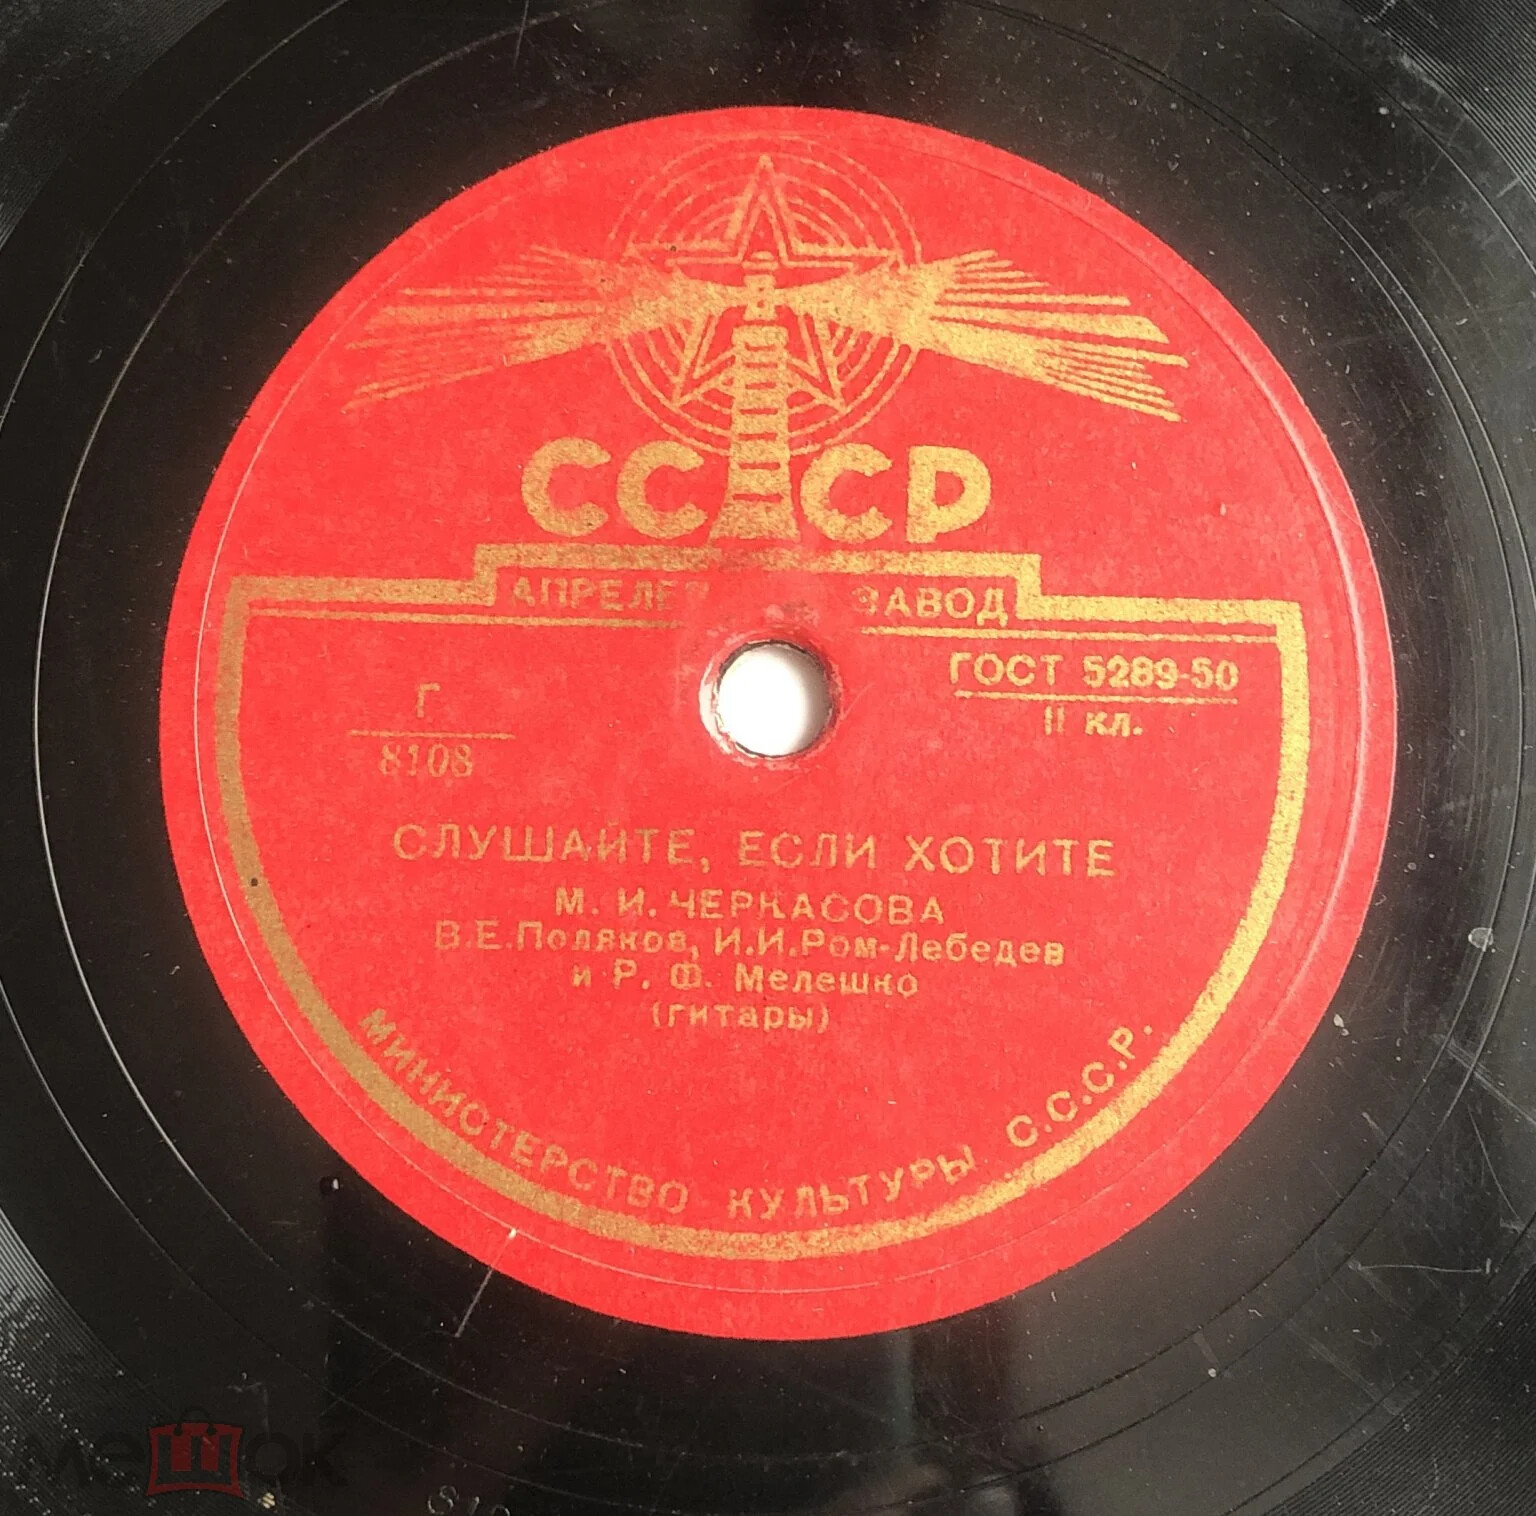 СССР
ЗАВОД
ГОСТ 5289-50
II кл.
Г
8108
СЛУШАЙТЕ, ЕСЛИ ХОТИТЕ
М. И. ЧЕРКАСОВА
В.Е.Поляков, И.И.Ром-Лебедев
и Р. Ф. Мелешко
(гитары)
МИНИСТЕРСТВО КУЛЬТУРЫ С.С.С.Р.
мешок